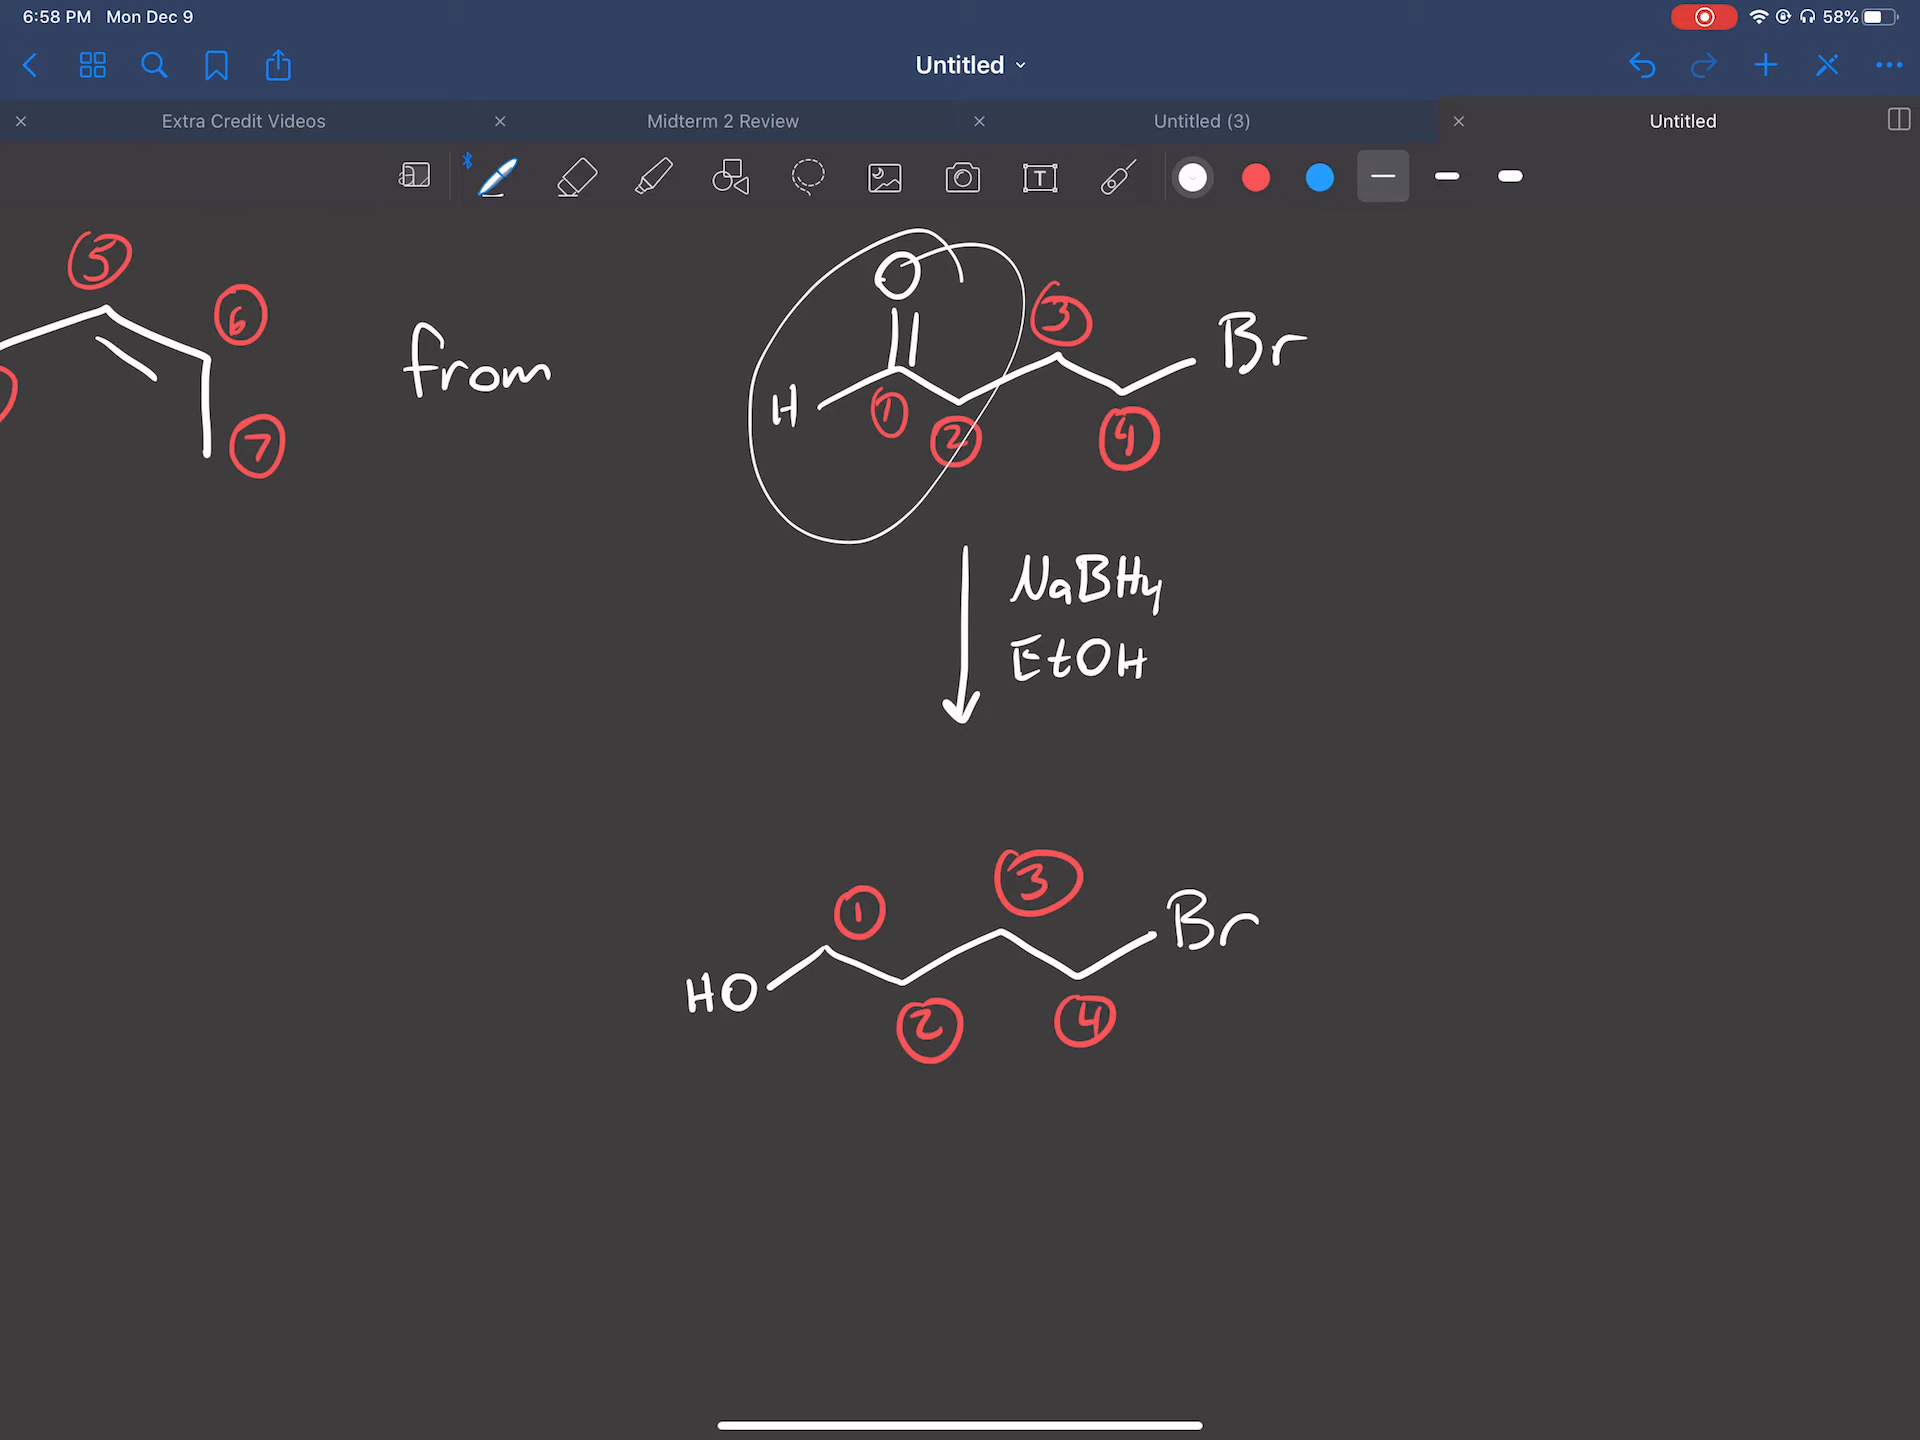 6:58 PM Mon Dec 9
58%
Untitled
Extra Credit Videos
Midterm 2 Review
Untitled (3)
Untitled
T
5
6
7
from
O
H
Br
1
2
3
4
NaBH4
EtOH
HO
Br
1
2
3
4